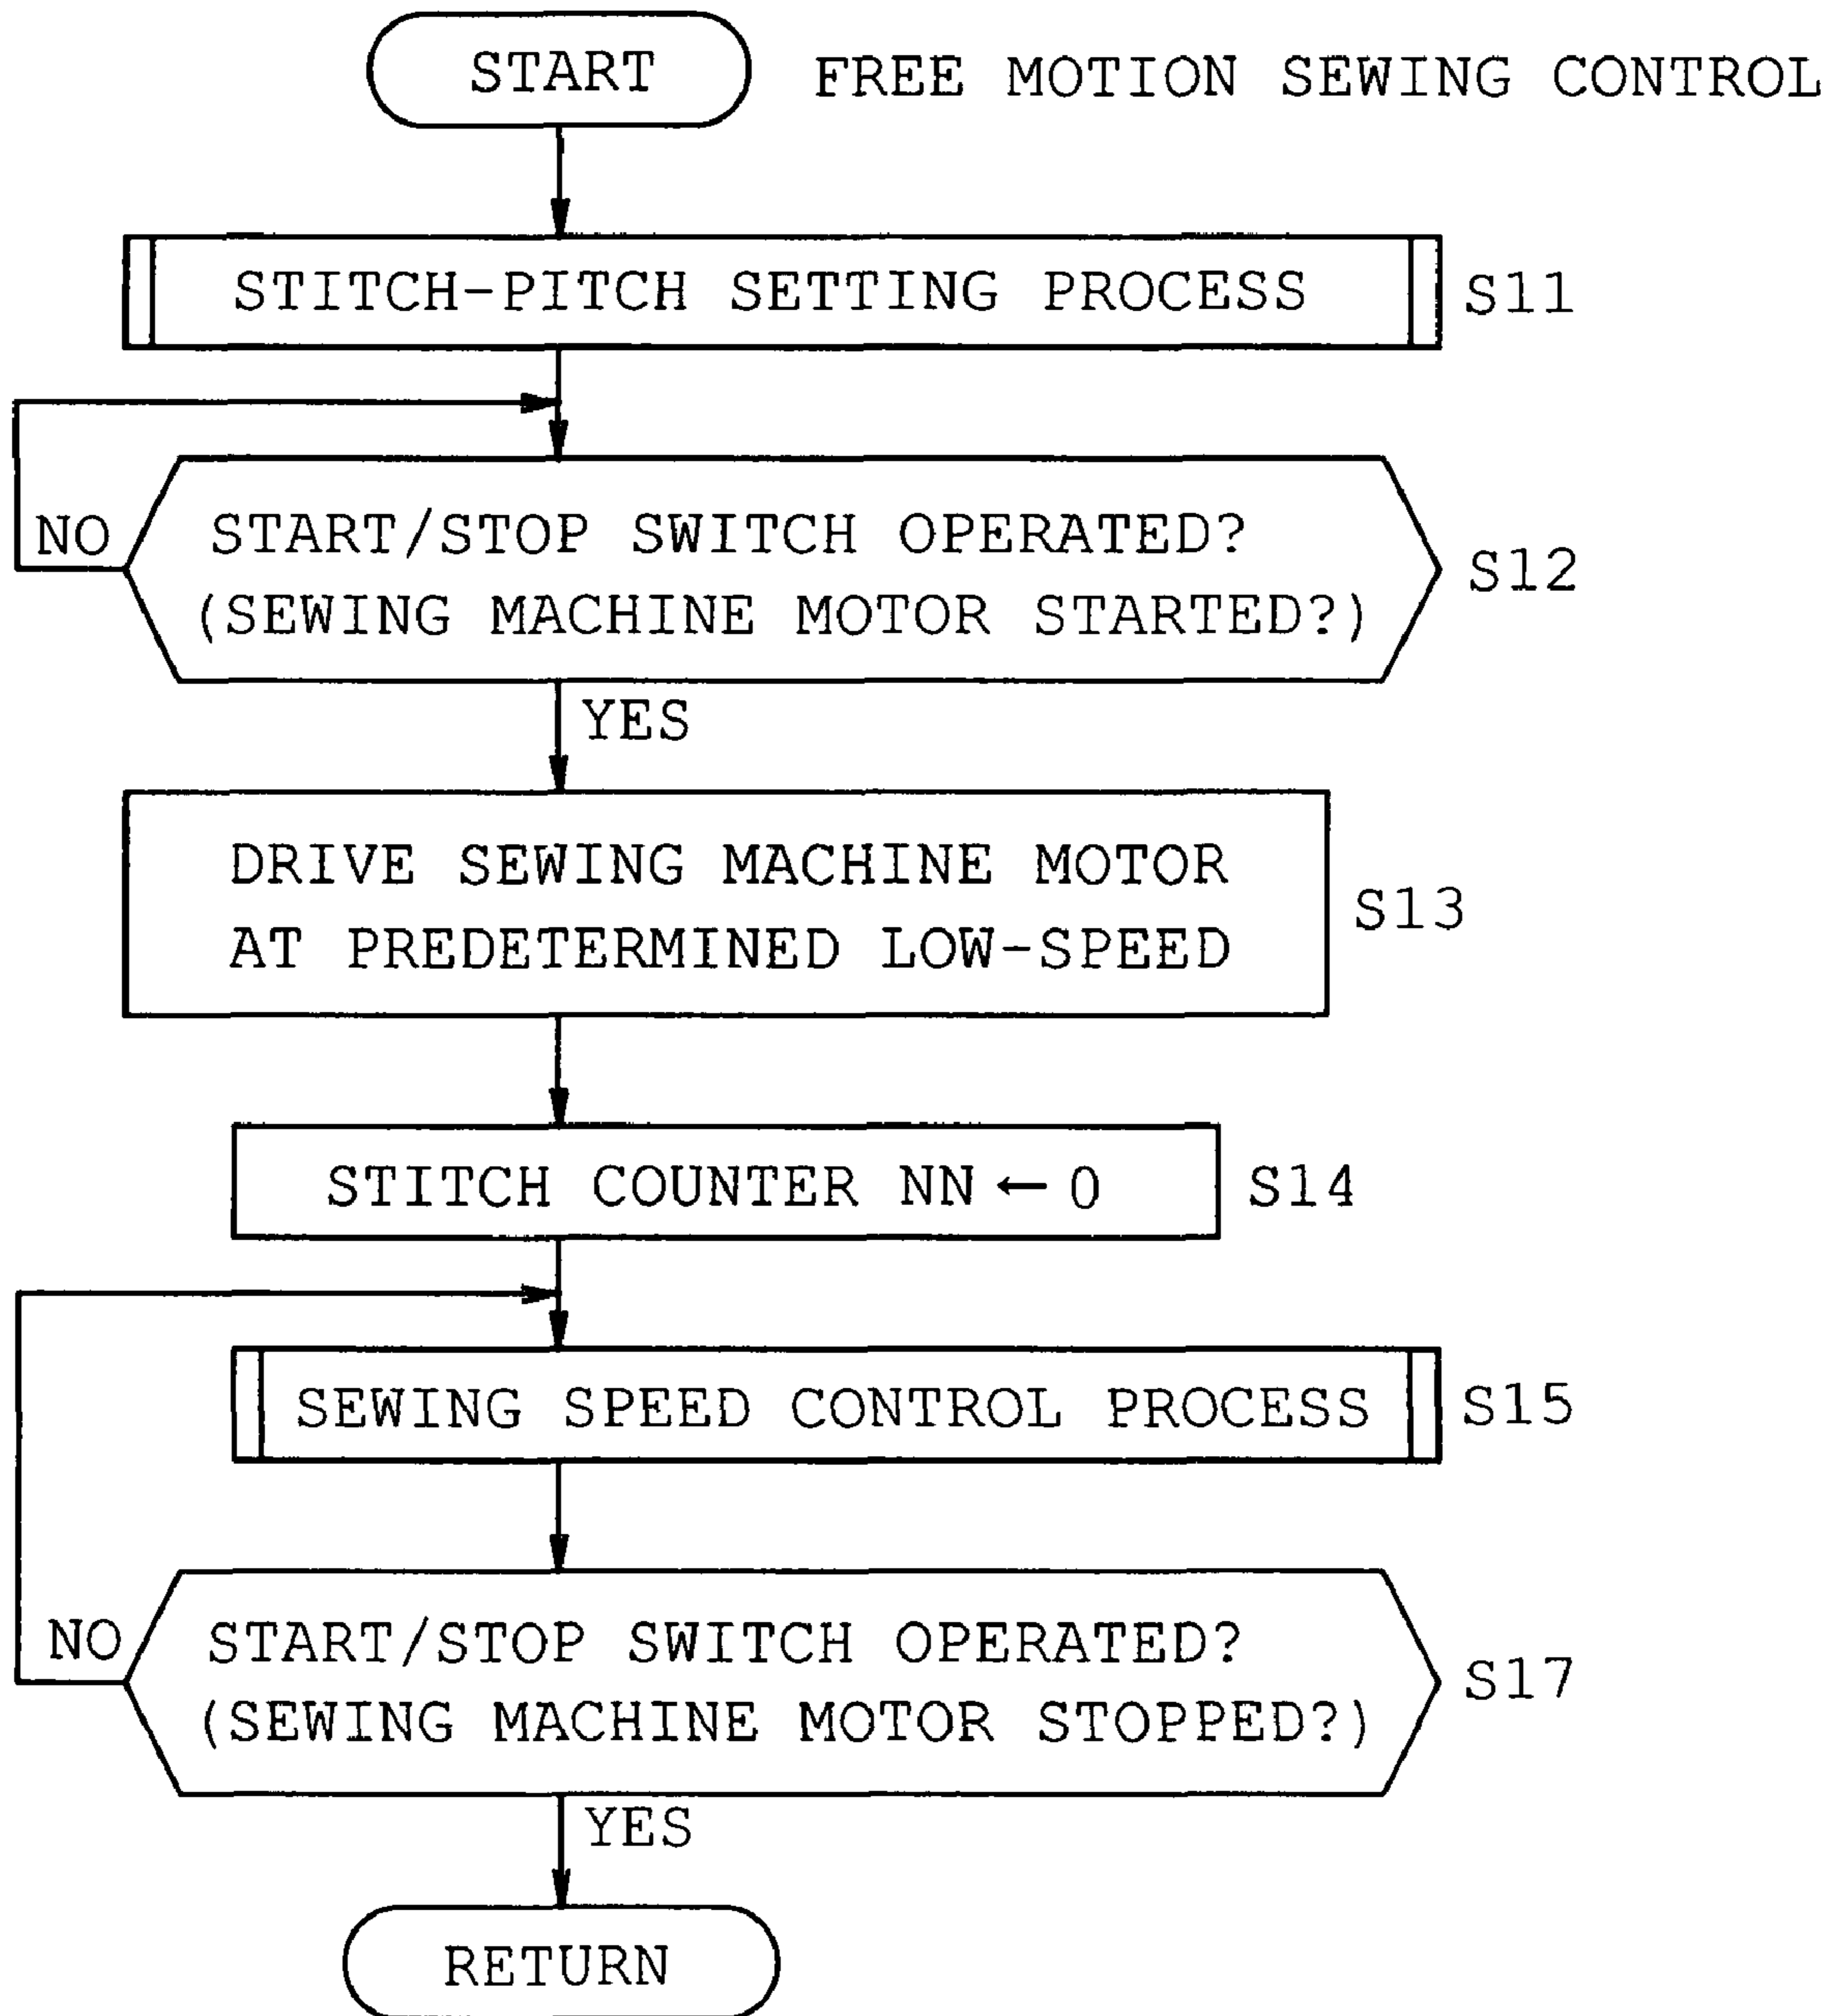 START
FREE MOTION SEWING CONTROL
STITCH-PITCH SETTING PROCESS
S11
NO
START/STOP SWITCH OPERATED?
(SEWING MACHINE MOTOR STARTED?)
S12
YES
DRIVE SEWING MACHINE MOTOR
AT PREDETERMINED LOW-SPEED
S13
STITCH COUNTER NN ← 0
S14
SEWING SPEED CONTROL PROCESS
S15
NO
START/STOP SWITCH OPERATED?
(SEWING MACHINE MOTOR STOPPED?)
S17
YES
RETURN